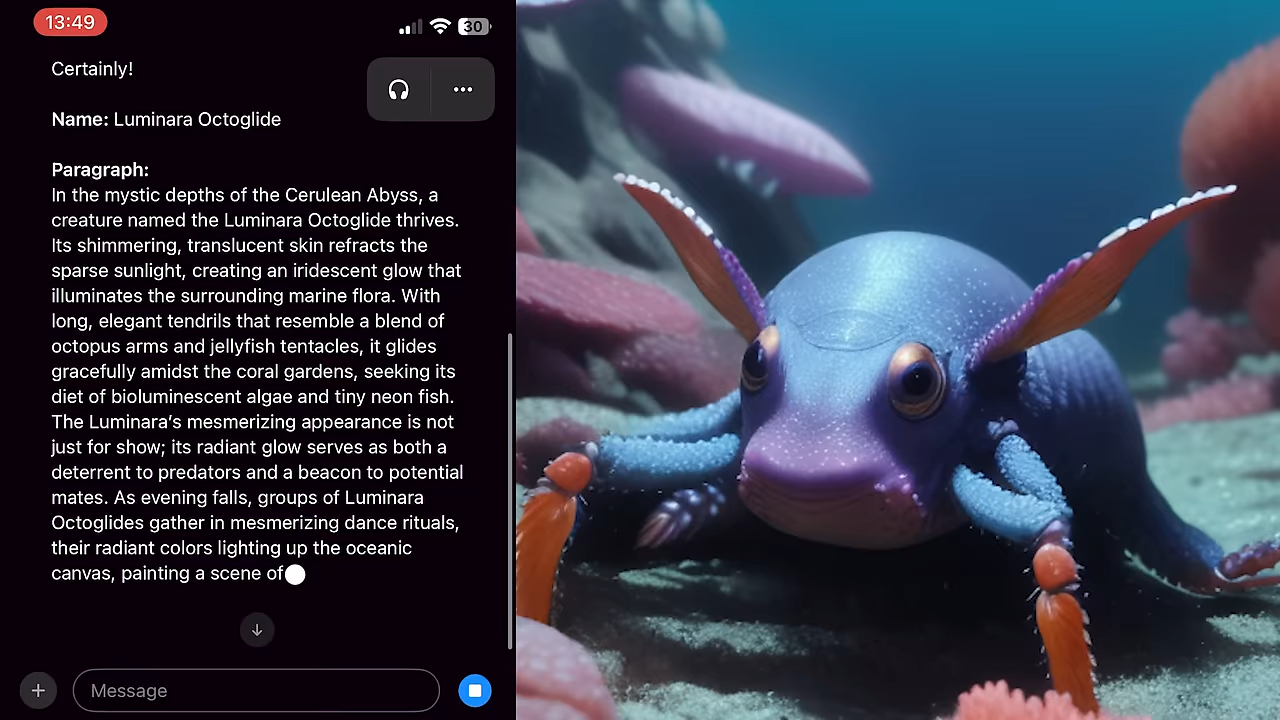 13:49
30
Certainly!
Name: Luminara Octoglide
Paragraph:
In the mystic depths of the Cerulean Abyss, a
creature named the Luminara Octoglide thrives.
Its shimmering, translucent skin refracts the
sparse sunlight, creating an iridescent glow that
illuminates the surrounding marine flora. With
long, elegant tendrils that resemble a blend of
octopus arms and jellyfish tentacles, it glides
gracefully amidst the coral gardens, seeking its
diet of bioluminescent algae and tiny neon fish.
The Luminara’s mesmerizing appearance is not
just for show; its radiant glow serves as both a
deterrent to predators and a beacon to potential
mates. As evening falls, groups of Luminara
Octoglides gather in mesmerizing dance rituals,
their radiant colors lighting up the oceanic
canvas, painting a scene of
Message